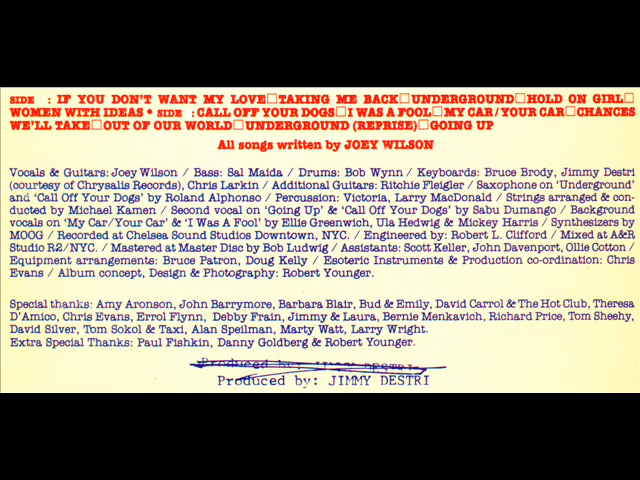 SIDE : IF YOU DON'T WANT MY LOVE□TAKING ME BACK□UNDERGROUND□HOLD ON GIRL□
WOMEN WITH IDEAS • SIDE : CALL OFF YOUR DOGS□I WAS A FOOL□MY CAR/YOUR CAR□CHANCES
WE'LL TAKE□OUT OF OUR WORLD□UNDERGROUND (REPRISE)□GOING UP
All songs written by JOEY WILSON
Vocals & Guitars: Joey Wilson / Bass: Sal Maida / Drums: Bob Wynn / Keyboards: Bruce Brody, Jimmy Destri
(courtesy of Chrysalis Records), Chris Larkin / Additional Guitars: Ritchie Fleigler / Saxophone on 'Underground'
and 'Call Off Your Dogs' by Roland Alphonso / Percussion: Victoria, Larry MacDonald / Strings arranged & con-
ducted by Michael Kamen / Second vocal on 'Going Up' & 'Call Off Your Dogs' by Sabu Dumango / Background
vocals on 'My Car/Your Car' & 'I Was A Fool' by Ellie Greenwich, Ula Hedwig & Mickey Harris / Synthesizers by
MOOG / Recorded at Chelsea Sound Studios Downtown, NYC. / Engineered by: Robert L. Clifford / Mixed at A&R
Studio R2/NYC. / Mastered at Master Disc by Bob Ludwig / Assistants: Scott Keller, John Davenport, Ollie Cotton /
Equipment arrangements: Bruce Patron, Doug Kelly / Esoteric Instruments & Production co-ordination: Chris
Evans / Album concept, Design & Photography: Robert Younger.
Special thanks: Amy Aronson, John Barrymore, Barbara Blair, Bud & Emily, David Carrol & The Hot Club, Theresa
D'Amico, Chris Evans, Errol Flynn, Debby Frain, Jimmy & Laura, Bernie Menkavich, Richard Price, Tom Sheehy,
David Silver, Tom Sokol & Taxi, Alan Speilman, Marty Watt, Larry Wright.
Extra Special Thanks: Paul Fishkin, Danny Goldberg & Robert Younger.
Produced by: JIMMY DESTRI
Produced by: JIMMY DESTRI